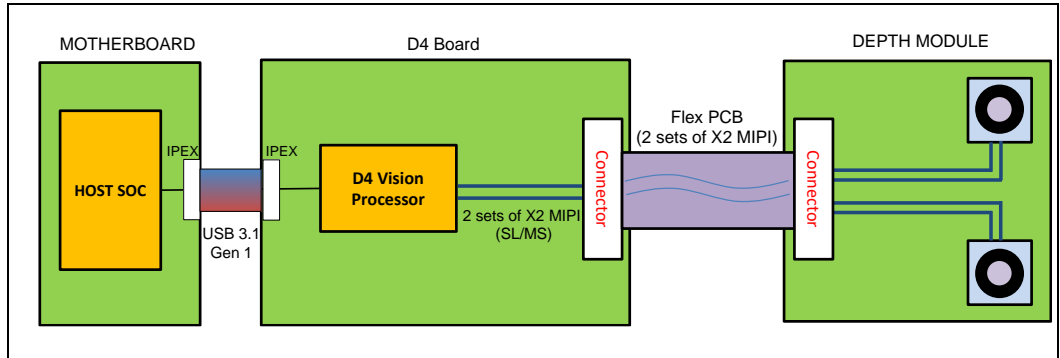 MOTHERBOARD
D4 Board
DEPTH MODULE
Flex PCB
(2 sets of X2 MIPI)
IPEX
IPEX
HOST SOC
D4 Vision
Processor
Connector
Connector
2 sets of X2 MIPI
(SL/MS)
USB 3.1
Gen 1